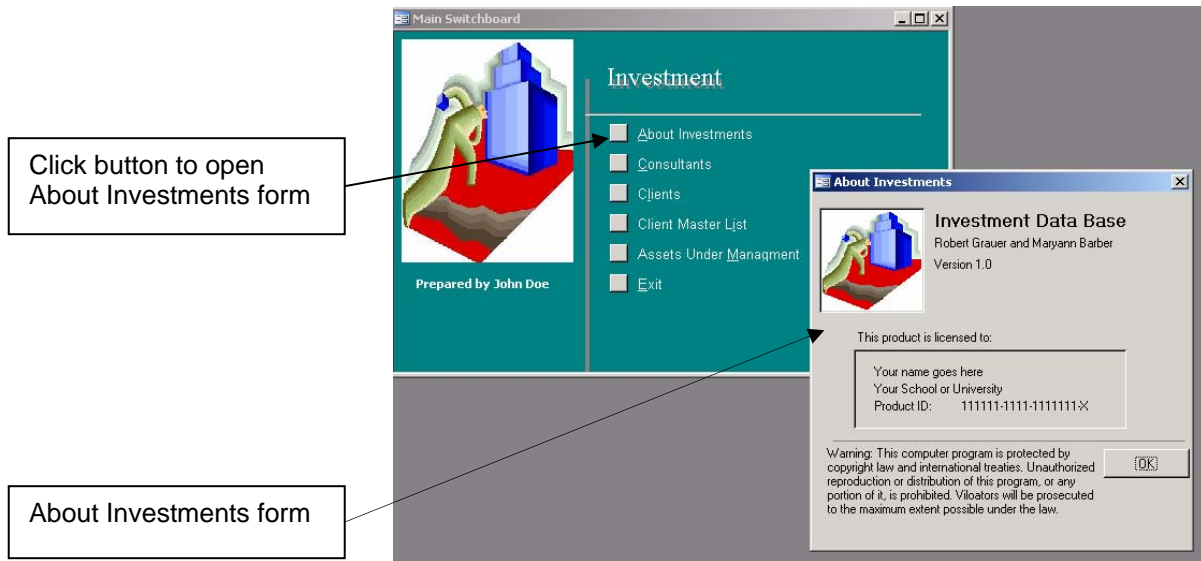 Main Switchboard
Investment
Click button to open
About Investments form
About Investments
Consultants
Clients
Client Master List
Assets Under Managment
Exit
Prepared by John Doe
About Investments
Investment Data Base
Robert Grauer and Maryann Barber
Version 1.0
This product is licensed to:
Your name goes here
Your School or University
Product ID: 111111-1111-1111111-X
Warning: This computer program is protected by
copyright law and international treaties. Unauthorized
reproduction or distribution of this program, or any
portion of it, is prohibited. Viloators will be prosecuted
to the maximum extent possible under the law.
OK
About Investments form